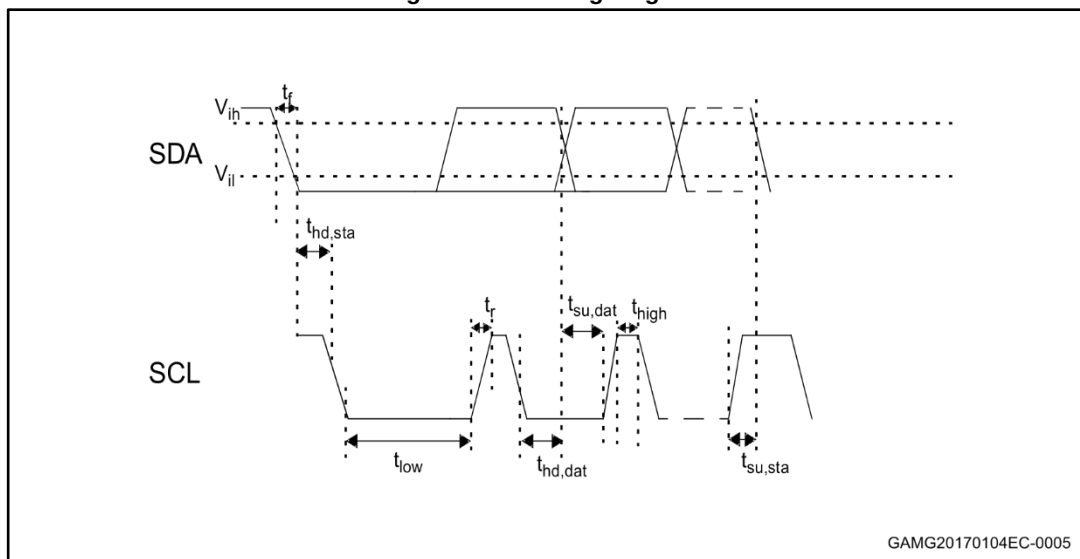 V_ih
t_f
SDA
V_il
t_hd,sta
t_r
t_su,dat
t_high
SCL
t_low
t_hd,dat
t_su,sta
GAMG20170104EC-0005